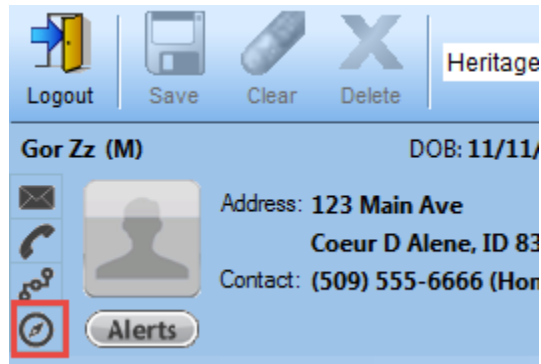 Logout Save Clear Delete Heritage
Gor Zz (M) DOB: 11/11/
Address: 123 Main Ave
Coeur D Alene, ID 83
Contact: (509) 555-6666 (Hom
Alerts